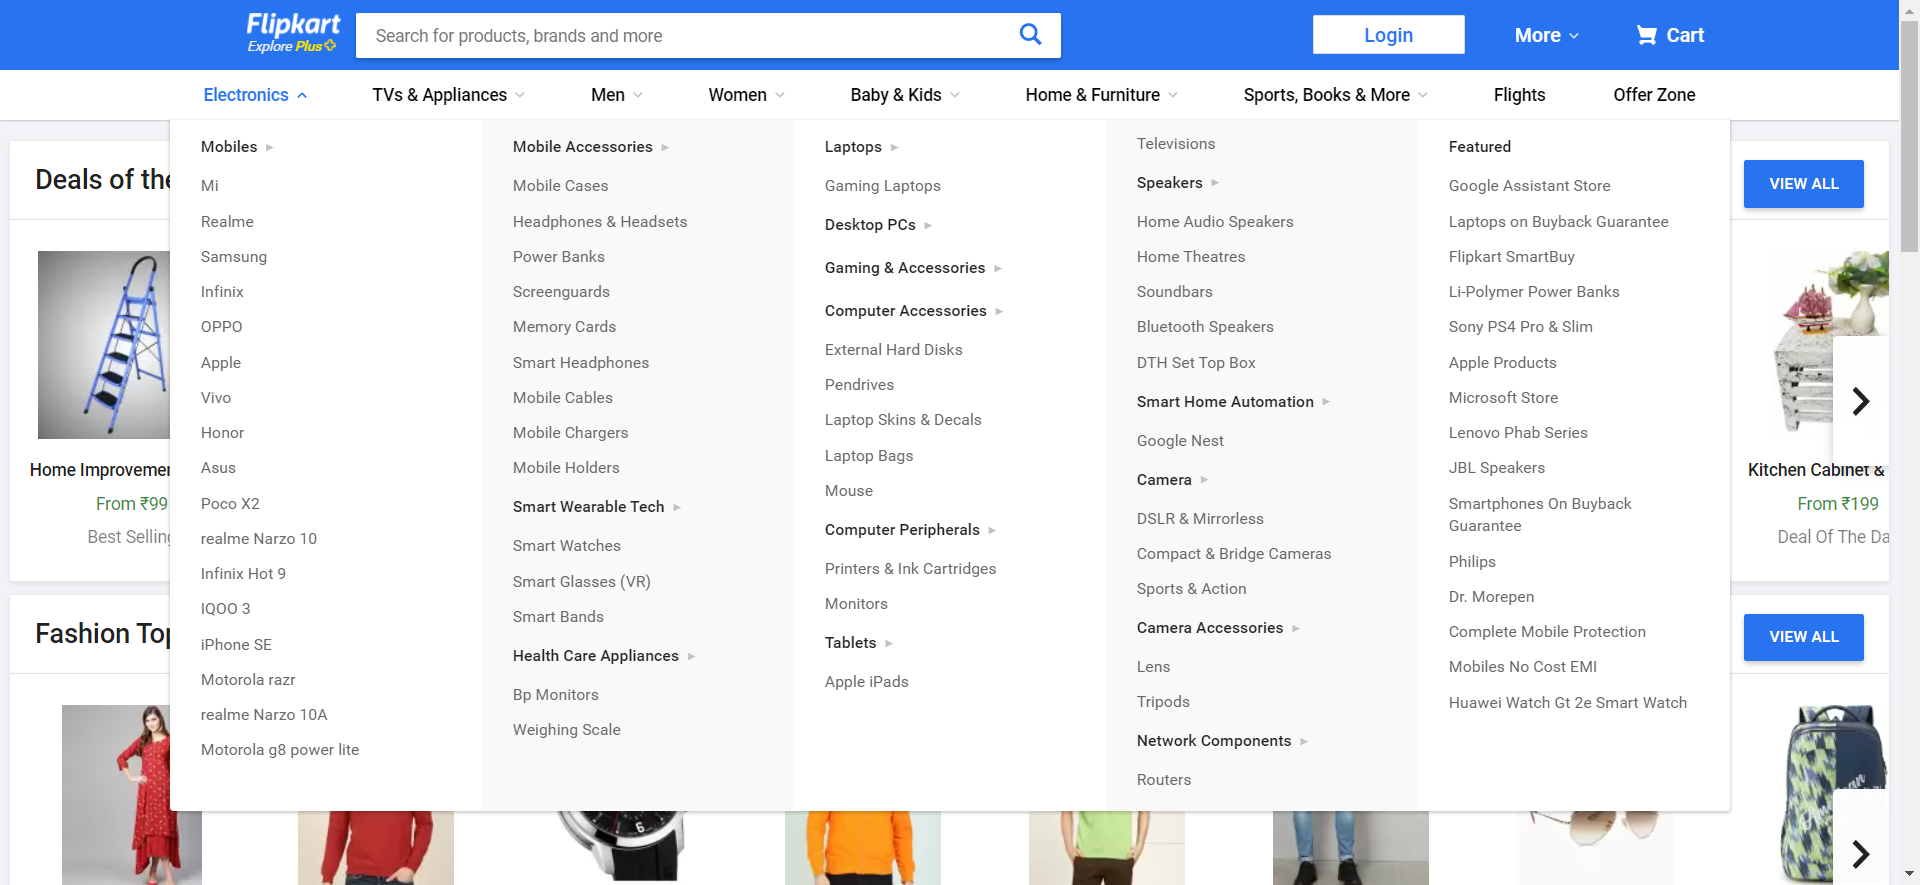 Flipkart
Explore Plus
Search for products, brands and more
Login
More
Cart
Electronics
TVs & Appliances
Men
Women
Baby & Kids
Home & Furniture
Sports, Books & More
Flights
Offer Zone
Mobiles
Mi
Realme
Samsung
Infinix
OPPO
Apple
Vivo
Honor
Asus
Poco X2
realme Narzo 10
Infinix Hot 9
IQOO 3
iPhone SE
Motorola razr
realme Narzo 10A
Motorola g8 power lite
Mobile Accessories
Mobile Cases
Headphones & Headsets
Power Banks
Screenguards
Memory Cards
Smart Headphones
Mobile Cables
Mobile Chargers
Mobile Holders
Smart Wearable Tech
Smart Watches
Smart Glasses (VR)
Smart Bands
Health Care Appliances
Bp Monitors
Weighing Scale
Laptops
Gaming Laptops
Desktop PCs
Gaming & Accessories
Computer Accessories
External Hard Disks
Pendrives
Laptop Skins & Decals
Laptop Bags
Mouse
Computer Peripherals
Printers & Ink Cartridges
Monitors
Tablets
Apple iPads
Televisions
Speakers
Home Audio Speakers
Home Theatres
Soundbars
Bluetooth Speakers
DTH Set Top Box
Smart Home Automation
Google Nest
Camera
DSLR & Mirrorless
Compact & Bridge Cameras
Sports & Action
Camera Accessories
Lens
Tripods
Network Components
Routers
Featured
Google Assistant Store
Laptops on Buyback Guarantee
Flipkart SmartBuy
Li-Polymer Power Banks
Sony PS4 Pro & Slim
Apple Products
Microsoft Store
Lenovo Phab Series
JBL Speakers
Smartphones On Buyback
Guarantee
Philips
Dr. Morepen
Complete Mobile Protection
Mobiles No Cost EMI
Huawei Watch Gt 2e Smart Watch
Deals of the
VIEW ALL
Home Improvemen
From ₹99
Best Selling
Kitchen Cabinet &
From ₹199
Deal Of The Da
Fashion Top
VIEW ALL
6